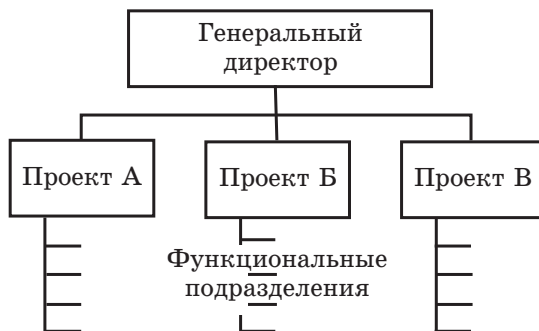 Генеральный
директор
Проект А
Проект Б
Проект В
Функциональные
подразделения